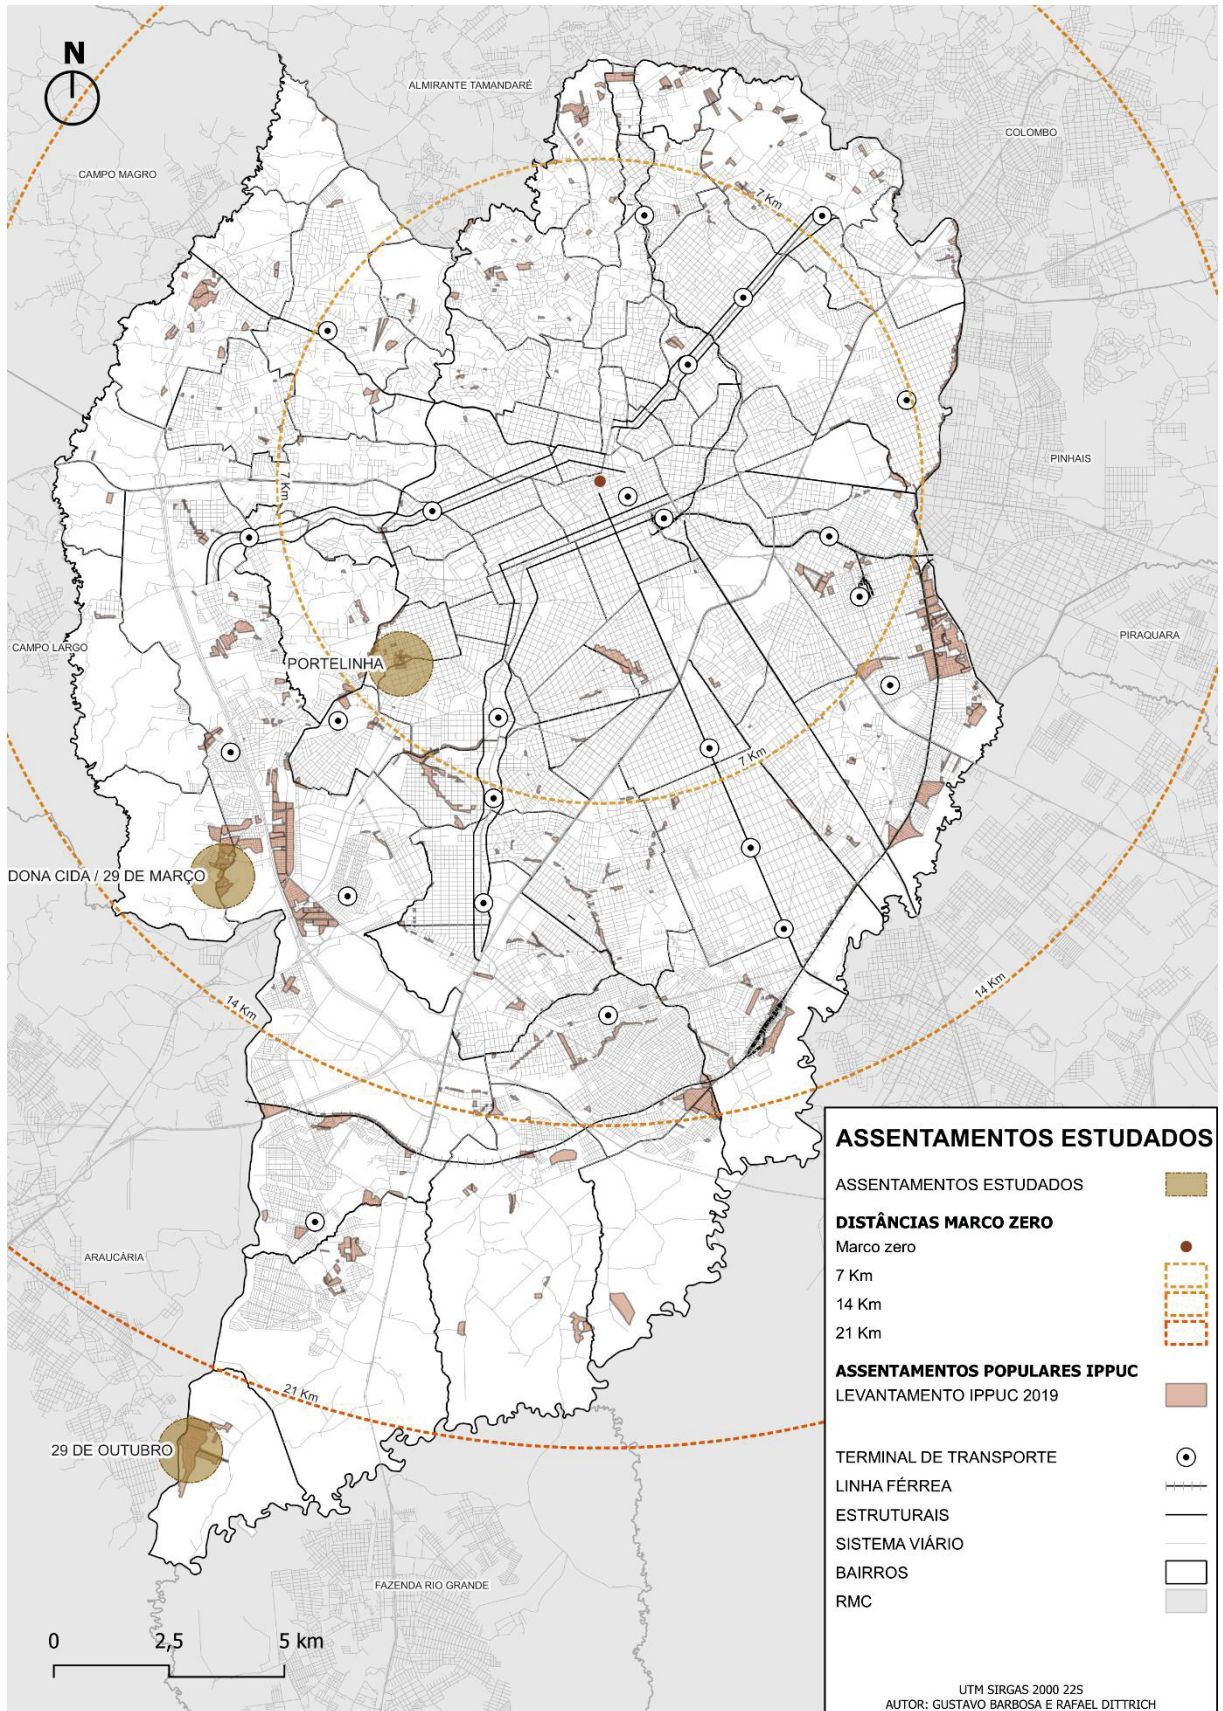 N
ALMIRANTE TAMANDARÉ
COLOMBO
CAMPO MAGRO
7 Km
PINHAIS
7 Km
PIRAQUARA
CAMPO LARGO
PORTELINHA
7 Km
DONA CIDA / 29 DE MARÇO
14 Km
14 Km
ARAUCÁRIA
21 Km
29 DE OUTUBRO
FAZENDA RIO GRANDE
0 2,5 5 km
ASSENTAMENTOS ESTUDADOS
ASSENTAMENTOS ESTUDADOS
DISTÂNCIAS MARCO ZERO
Marco zero
7 Km
14 Km
21 Km
ASSENTAMENTOS POPULARES IPPUC
LEVANTAMENTO IPPUC 2019
TERMINAL DE TRANSPORTE
LINHA FÉRREA
ESTRUTURAIS
SISTEMA VIÁRIO
BAIRROS
RMC
UTM SIRGAS 2000 22S
AUTOR: GUSTAVO BARBOSA E RAFAEL DITTRICH